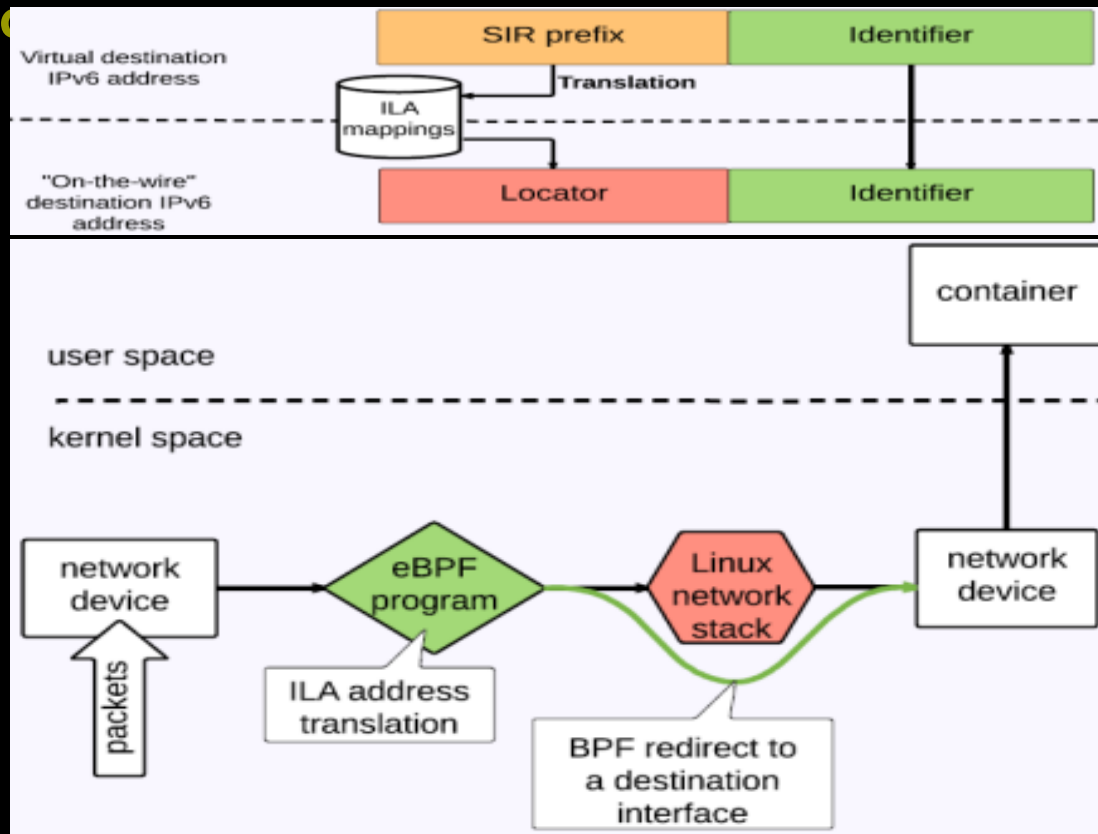 SIR prefix
Identifier
Virtual destination
IPv6 address
Translation
ILA
mappings
"On-the-wire"
destination IPv6
address
Locator
Identifier
container
user space
kernel space
network
device
eBPF
program
Linux
network
stack
network
device
packets
ILA address
translation
BPF redirect to
a destination
interface